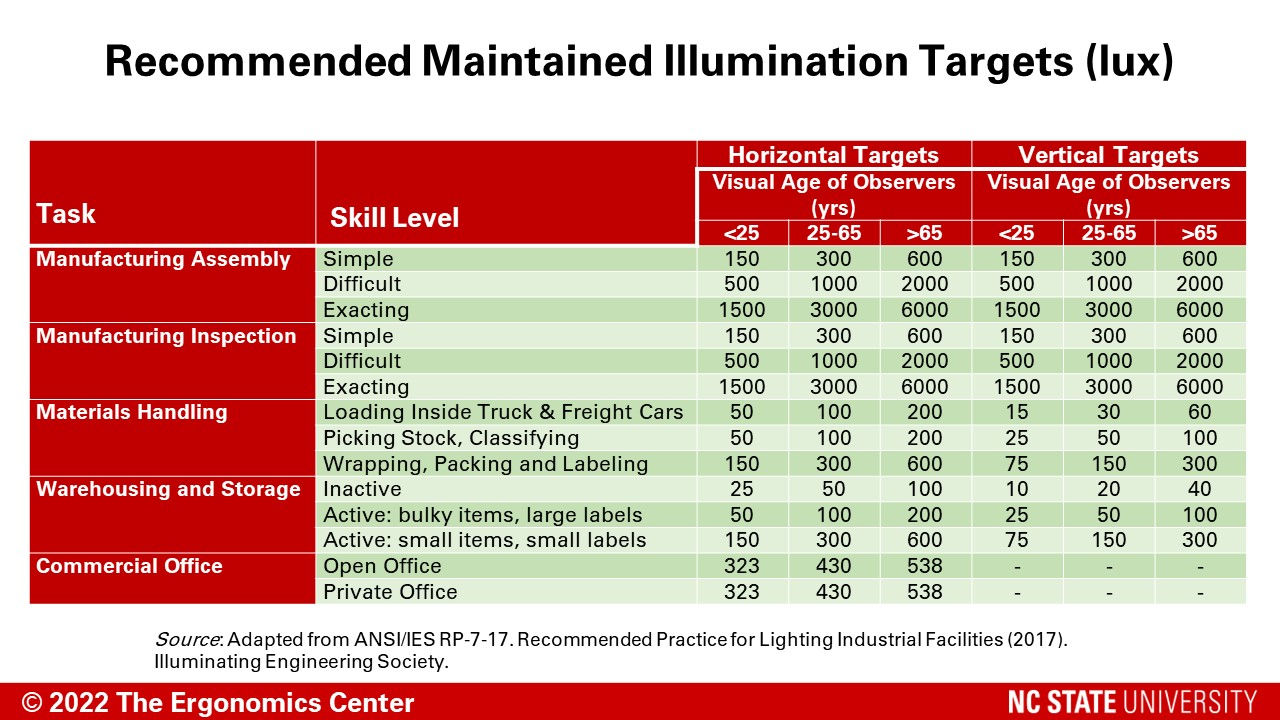 Recommended Maintained Illumination Targets (lux)
Task Skill Level Horizontal Targets Vertical Targets
Visual Age of Observers (yrs) Visual Age of Observers (yrs)
<25 25-65 >65 <25 25-65 >65
Manufacturing Assembly Simple 150 300 600 150 300 600
Difficult 500 1000 2000 500 1000 2000
Exacting 1500 3000 6000 1500 3000 6000
Manufacturing Inspection Simple 150 300 600 150 300 600
Difficult 500 1000 2000 500 1000 2000
Exacting 1500 3000 6000 1500 3000 6000
Materials Handling Loading Inside Truck & Freight Cars 50 100 200 15 30 60
Picking Stock, Classifying 50 100 200 25 50 100
Wrapping, Packing and Labeling 150 300 600 75 150 300
Warehousing and Storage Inactive 25 50 100 10 20 40
Active: bulky items, large labels 50 100 200 25 50 100
Active: small items, small labels 150 300 600 75 150 300
Commercial Office Open Office 323 430 538 - - -
Private Office 323 430 538 - - -
Source: Adapted from ANSI/IES RP-7-17. Recommended Practice for Lighting Industrial Facilities (2017).
Illuminating Engineering Society.
© 2022 The Ergonomics Center NC STATE UNIVERSITY